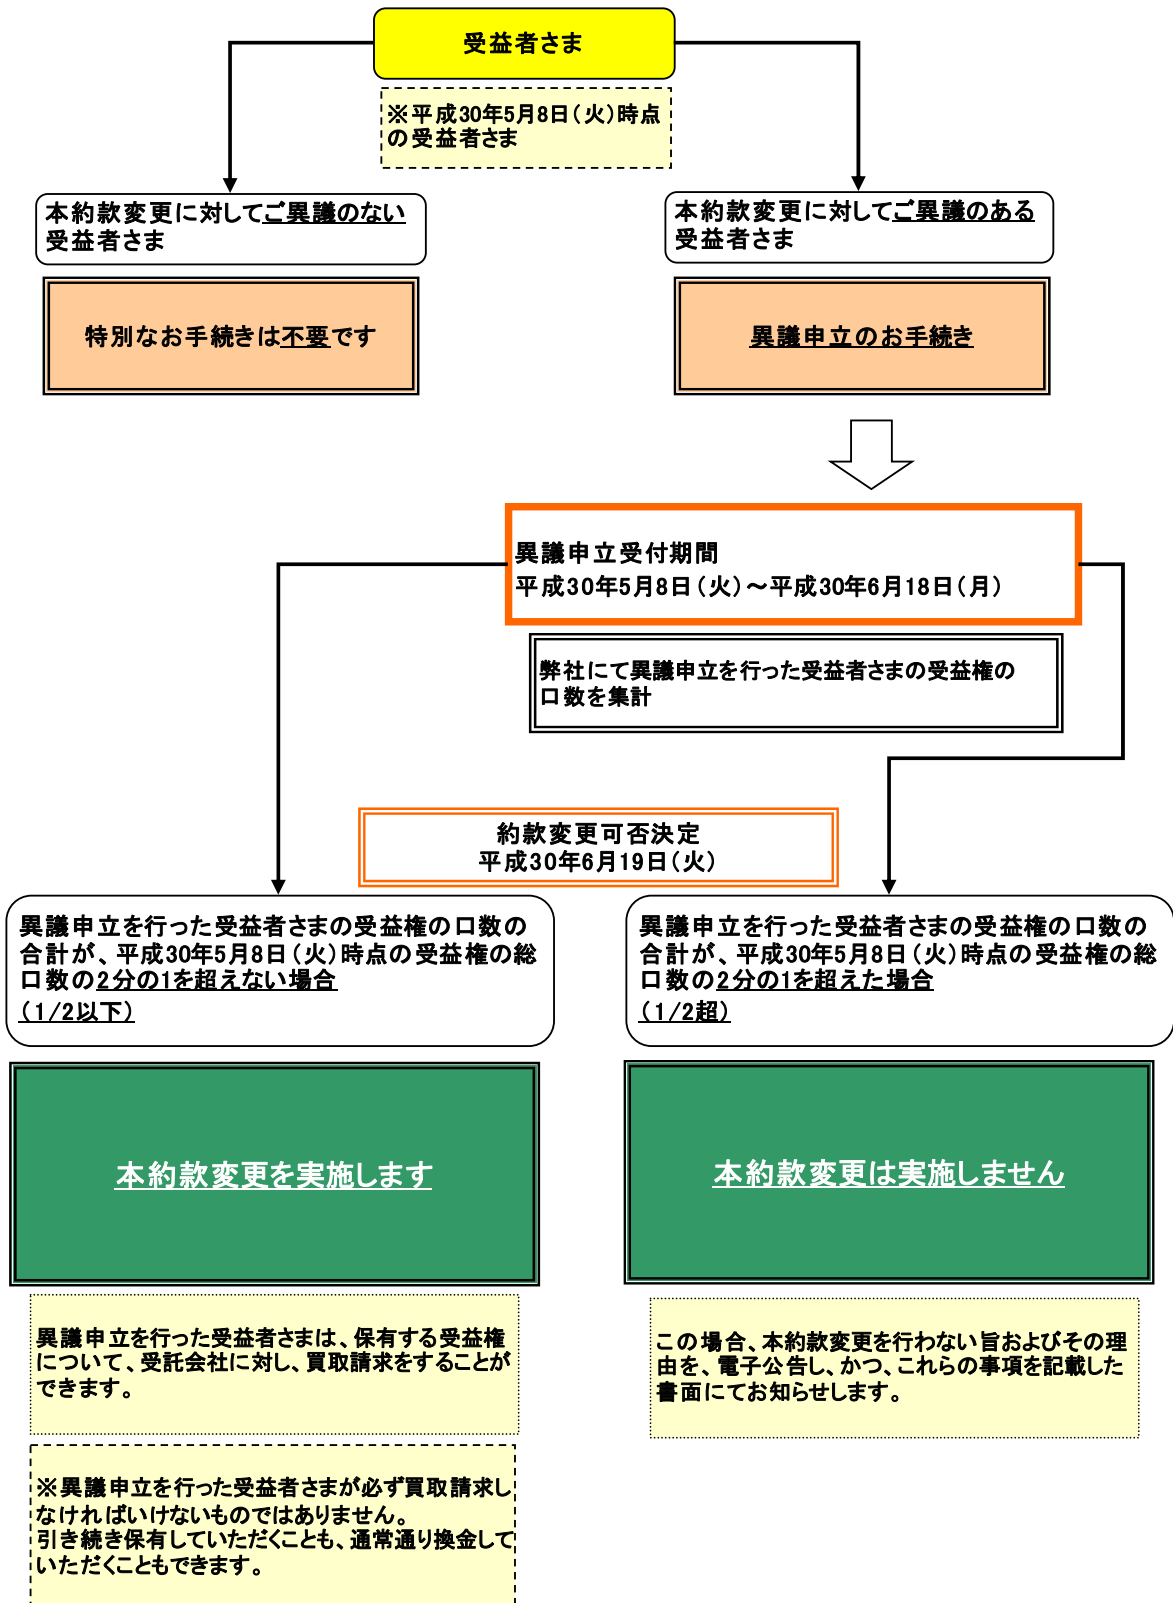 受益者さま
※平成30年5月8日（火）時点
の受益者さま
本約款変更に対してご異議のない
受益者さま
本約款変更に対してご異議のある
受益者さま
特別なお手続きは不要です
異議申立のお手続き
異議申立受付期間
平成30年5月8日（火）～平成30年6月18日（月）
弊社にて異議申立を行った受益者さまの受益権の
口数を集計
約款変更可否決定
平成30年6月19日（火）
異議申立を行った受益者さまの受益権の口数の
合計が、平成30年5月8日（火）時点の受益権の総
口数の2分の1を超えない場合
（1/2以下）
異議申立を行った受益者さまの受益権の口数の
合計が、平成30年5月8日（火）時点の受益権の総
口数の2分の1を超えた場合
（1/2超）
本約款変更を実施します
本約款変更は実施しません
異議申立を行った受益者さまは、保有する受益権
について、受託会社に対し、買取請求をすることが
できます。
この場合、本約款変更を行わない旨およびその理
由を、電子公告し、かつ、これらの事項を記載した
書面にてお知らせします。
※異議申立を行った受益者さまが必ず買取請求し
なければいけないものではありません。
引き続き保有していただくことも、通常通り換金して
いただくこともできます。